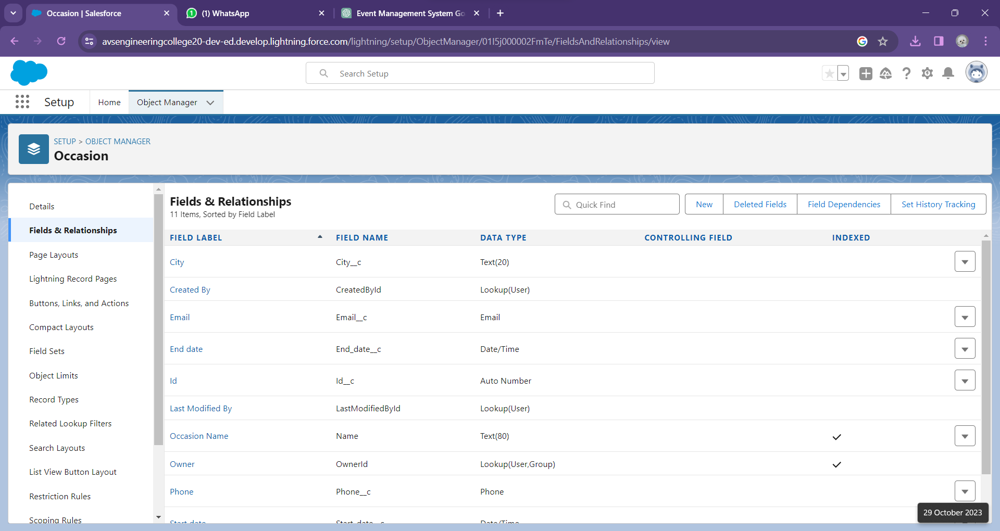 Occasion | Salesforce
1
(1) WhatsApp
Event Management System Go
avsengineeringcollege20-dev-ed.develop.lightning.force.com/lightning/setup/ObjectManager/01I5j000002FmTe/FieldsAndRelationships/view
Search Setup
Setup
Home
Object Manager
SETUP > OBJECT MANAGER
Occasion
Details
Fields & Relationships
Page Layouts
Lightning Record Pages
Buttons, Links, and Actions
Compact Layouts
Field Sets
Object Limits
Record Types
Related Lookup Filters
Search Layouts
List View Button Layout
Restriction Rules
Scoping Rules
Fields & Relationships
11 Items, Sorted by Field Label
Quick Find
New
Deleted Fields
Field Dependencies
Set History Tracking
FIELD LABEL FIELD NAME DATA TYPE CONTROLLING FIELD INDEXED
City City__c Text(20)
Created By CreatedById Lookup(User)
Email Email__c Email
End date End_date__c Date/Time
Id Id__c Auto Number
Last Modified By LastModifiedById Lookup(User)
Occasion Name Name Text(80)
Owner OwnerId Lookup(User,Group)
Phone Phone__c Phone
Start date Start_date__c Date/Time
29 October 2023